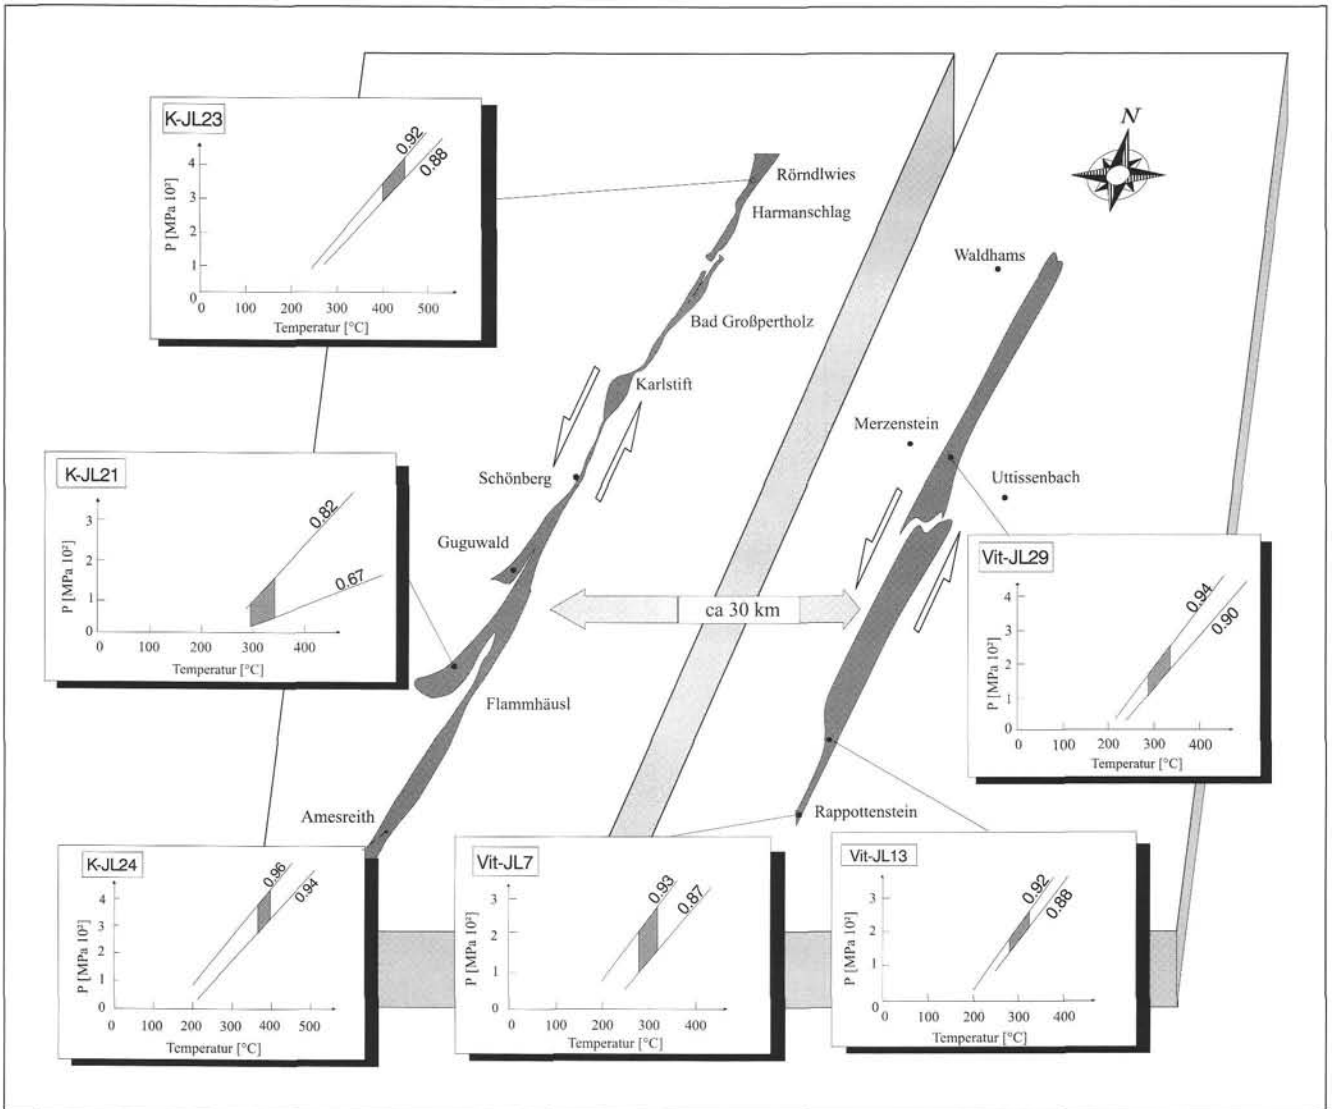 K-JL23
0.92
0.88
P [MPa 10²]
4
3
2
1
0
0 100 200 300 400 500
Temperatur [°C]
N
Rörndlwies
Harmanschlag
Waldhams
Bad Großpertholz
Karlstift
Merzenstein
Schönberg
Uttissenbach
K-JL21
0.82
0.67
P [MPa 10²]
3
2
1
0
0 100 200 300 400
Temperatur [°C]
Guguwald
ca 30 km
Vit-JL29
0.94
0.90
P [MPa 10²]
4
3
2
1
0
0 100 200 300 400
Temperatur [°C]
Flammhäusl
Amesreith
Rappottenstein
K-JL24
0.96
0.94
P [MPa 10²]
4
3
2
1
0
0 100 200 300 400 500
Temperatur [°C]
Vit-JL7
0.93
0.87
P [MPa 10²]
3
2
1
0
0 100 200 300 400
Temperatur [°C]
Vit-JL13
0.92
0.88
P [MPa 10²]
3
2
1
0
0 100 200 300 400
Temperatur [°C]